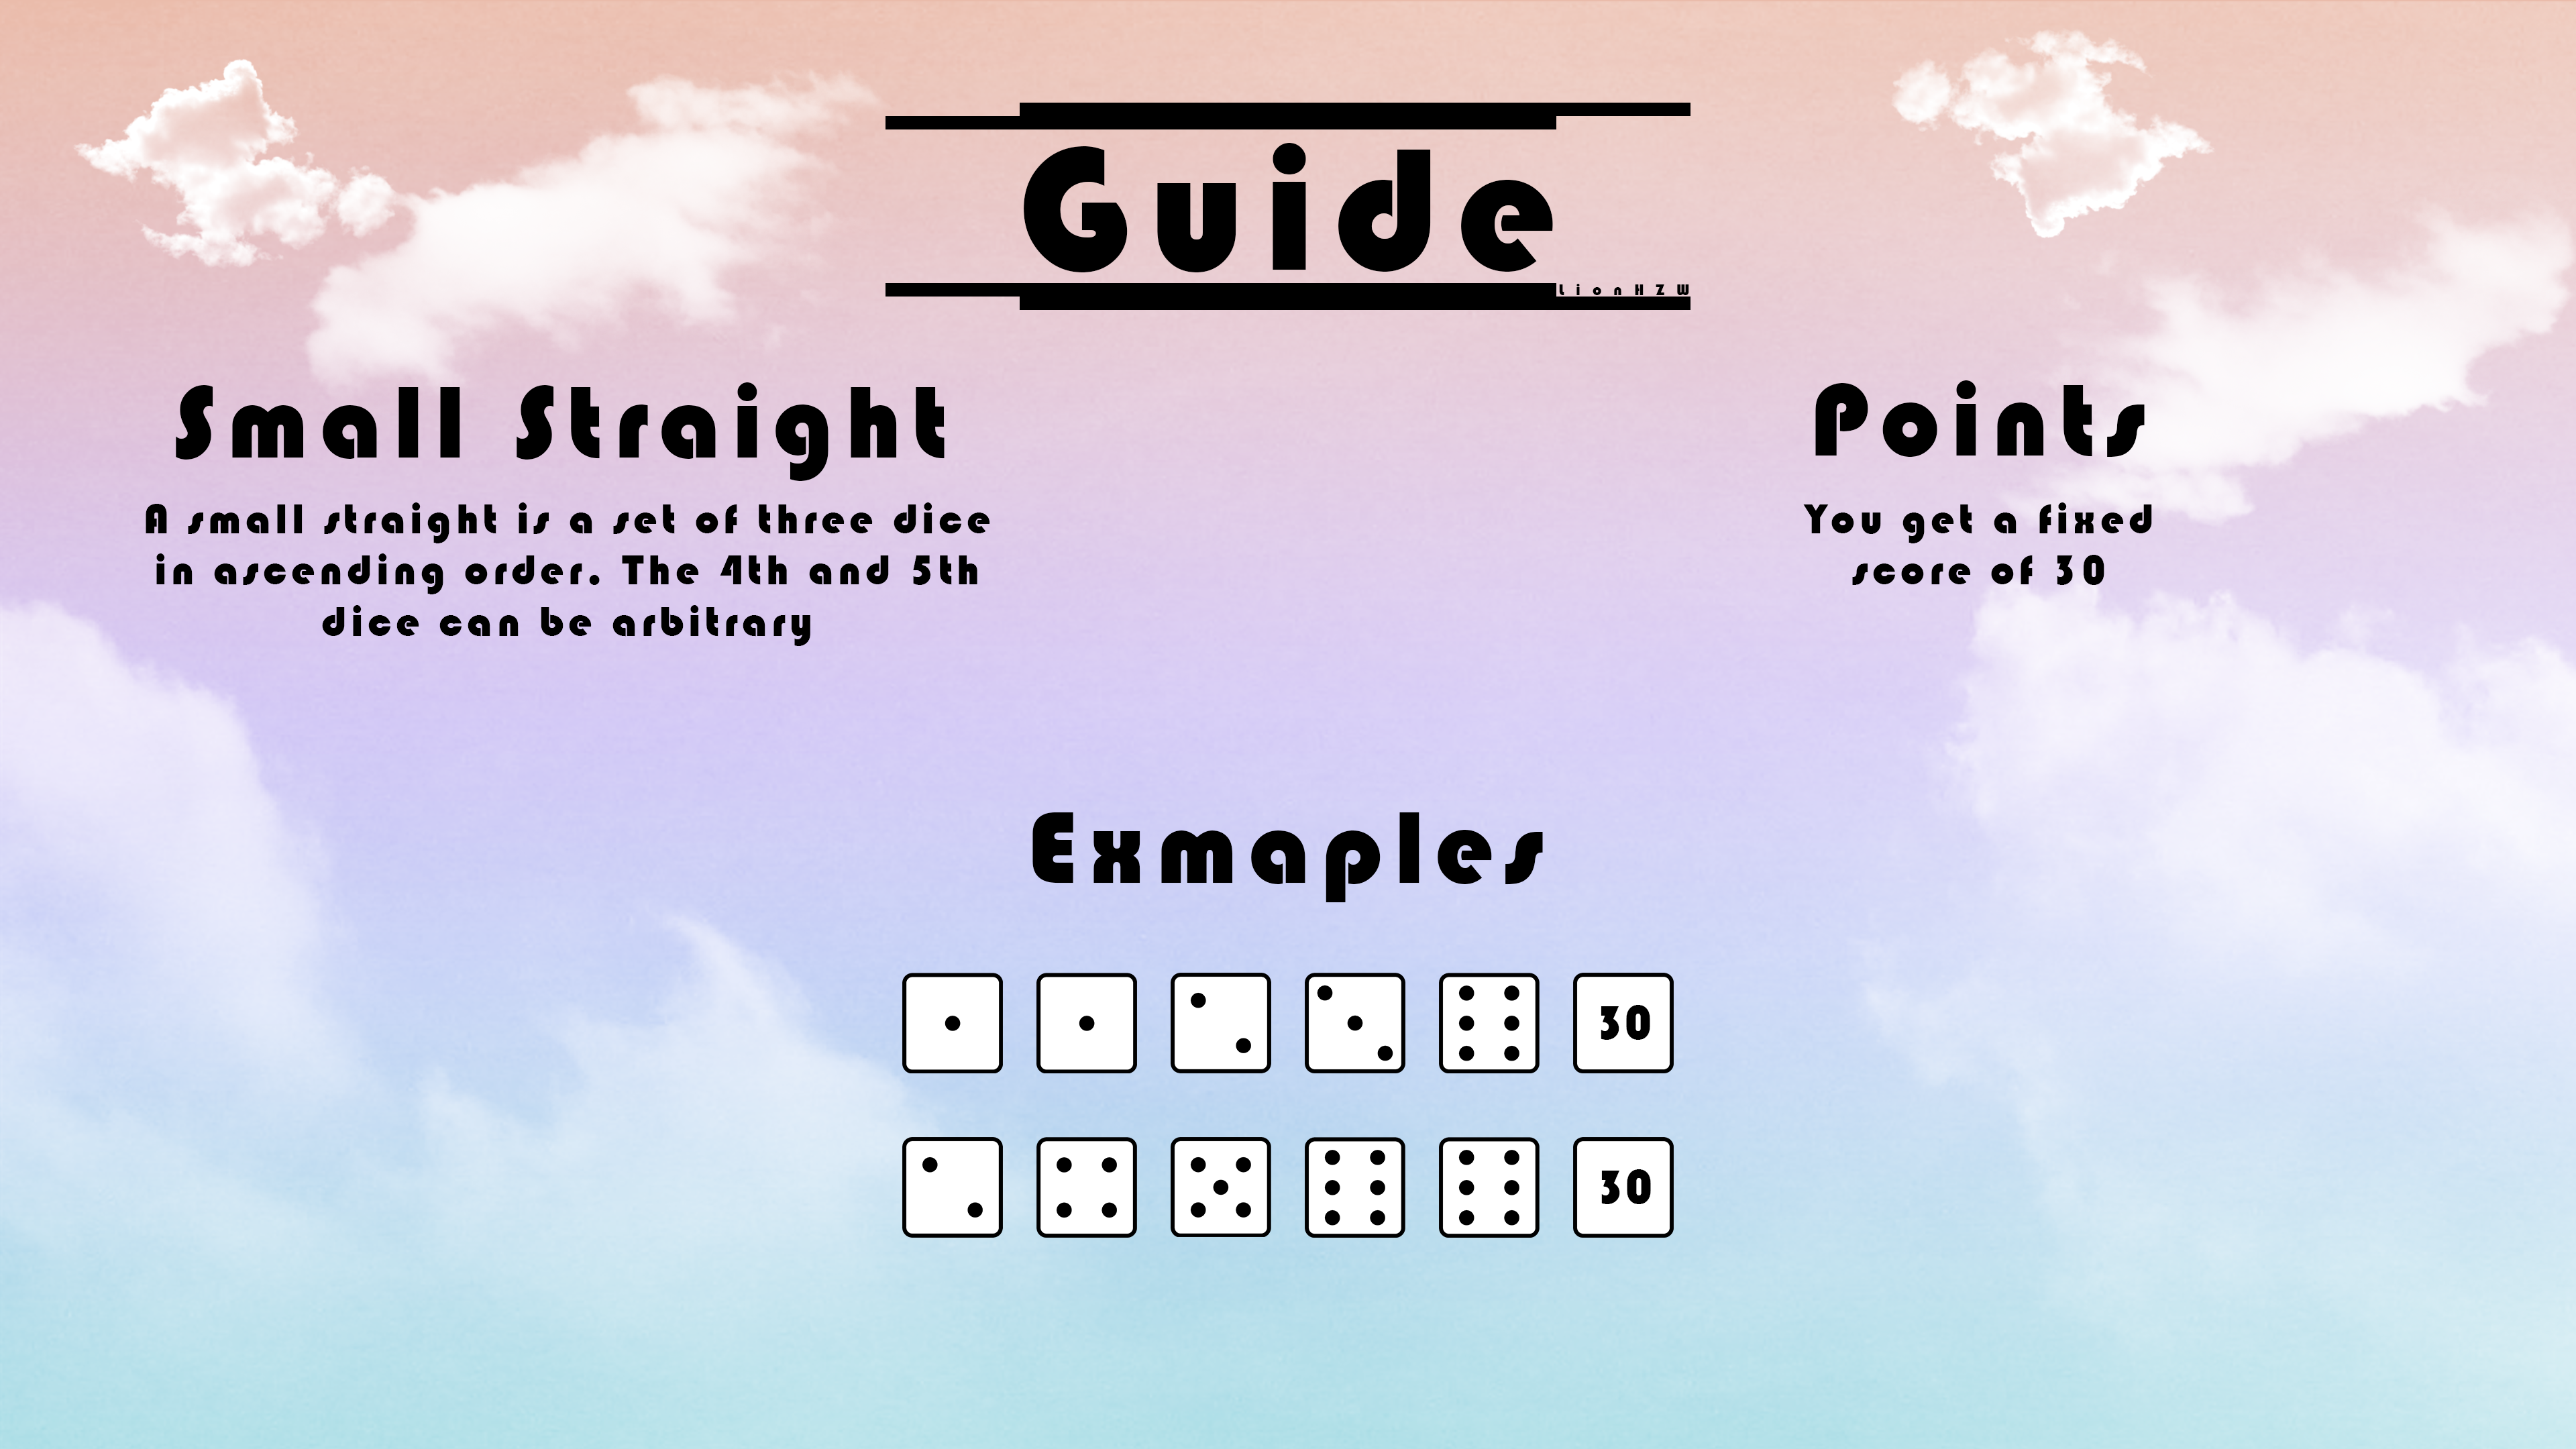 Guide
LionHZW
Small Straight
A small straight is a set of three dice
in ascending order. The 4th and 5th
dice can be arbitrary
Points
You get a fixed
score of 30
Exmaples
30
30